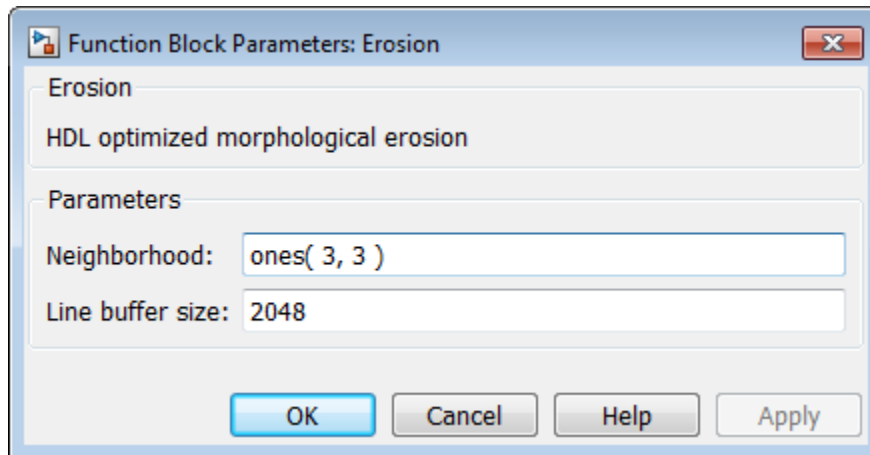 Function Block Parameters: Erosion
Erosion
HDL optimized morphological erosion
Parameters
Neighborhood: ones( 3, 3 )
Line buffer size: 2048
OK Cancel Help Apply